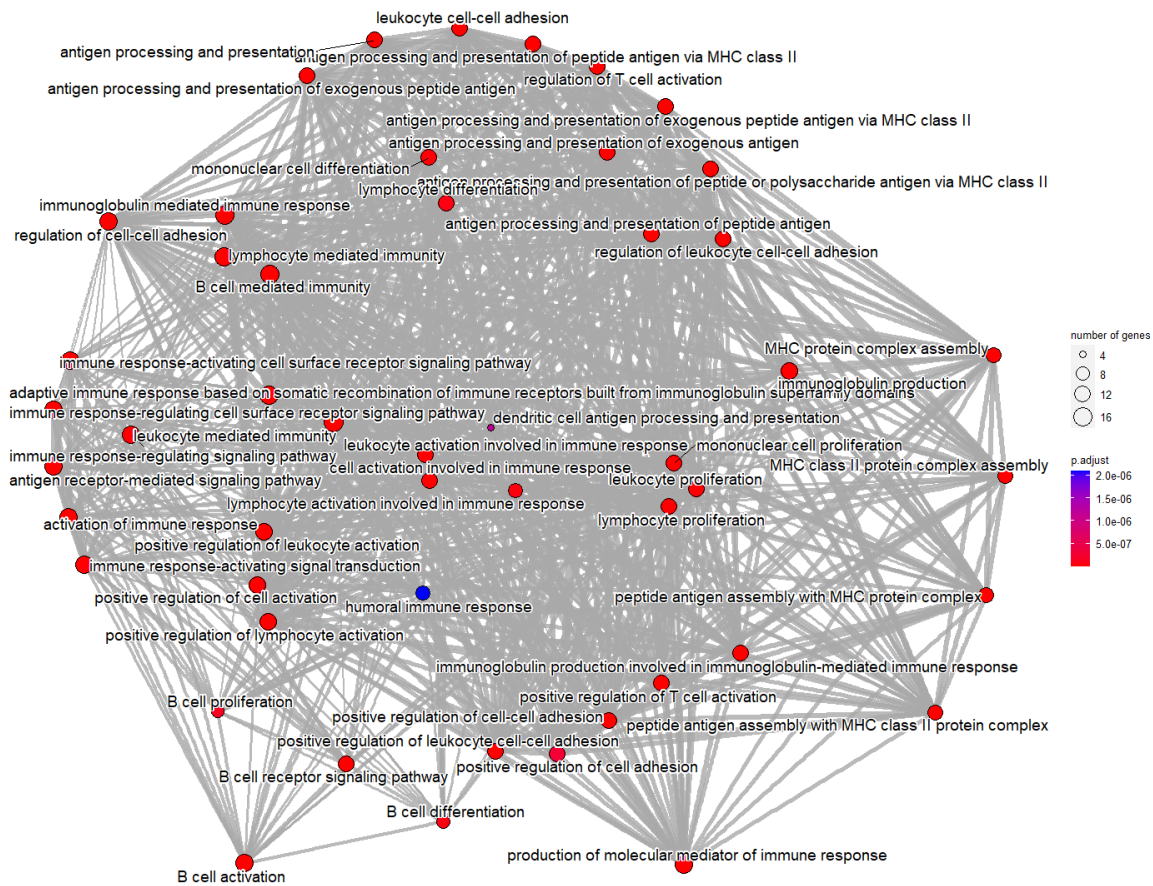 leukocyte cell-cell adhesion
antigen processing and presentation
antigen processing and presentation of peptide antigen via MHC class II
regulation of T cell activation
antigen processing and presentation of exogenous peptide antigen
antigen processing and presentation of exogenous peptide antigen via MHC class II
antigen processing and presentation of exogenous antigen
mononuclear cell differentiation
antigen processing and presentation of peptide or polysaccharide antigen via MHC class II
lymphocyte differentiation
immunoglobulin mediated immune response
antigen processing and presentation of peptide antigen
regulation of cell-cell adhesion
regulation of leukocyte cell-cell adhesion
lymphocyte mediated immunity
B cell mediated immunity
MHC protein complex assembly
immune response-activating cell surface receptor signaling pathway
immunoglobulin production
adaptive immune response based on somatic recombination of immune receptors built from immunoglobulin superfamily domains
immune response-regulating cell surface receptor signaling pathway
dendritic cell antigen processing and presentation
leukocyte mediated immunity
leukocyte activation involved in immune response
mononuclear cell proliferation
immune response-regulating signaling pathway
cell activation involved in immune response
MHC class II protein complex assembly
antigen receptor-mediated signaling pathway
leukocyte proliferation
lymphocyte activation involved in immune response
lymphocyte proliferation
activation of immune response
positive regulation of leukocyte activation
immune response-activating signal transduction
positive regulation of cell activation
humoral immune response
peptide antigen assembly with MHC protein complex
positive regulation of lymphocyte activation
immunoglobulin production involved in immunoglobulin-mediated immune response
positive regulation of T cell activation
B cell proliferation
positive regulation of cell-cell adhesion
peptide antigen assembly with MHC class II protein complex
positive regulation of leukocyte cell-cell adhesion
positive regulation of cell adhesion
B cell receptor signaling pathway
B cell differentiation
production of molecular mediator of immune response
B cell activation
number of genes
4
8
12
16
p.adjust
2.0e-06
1.5e-06
1.0e-06
5.0e-07